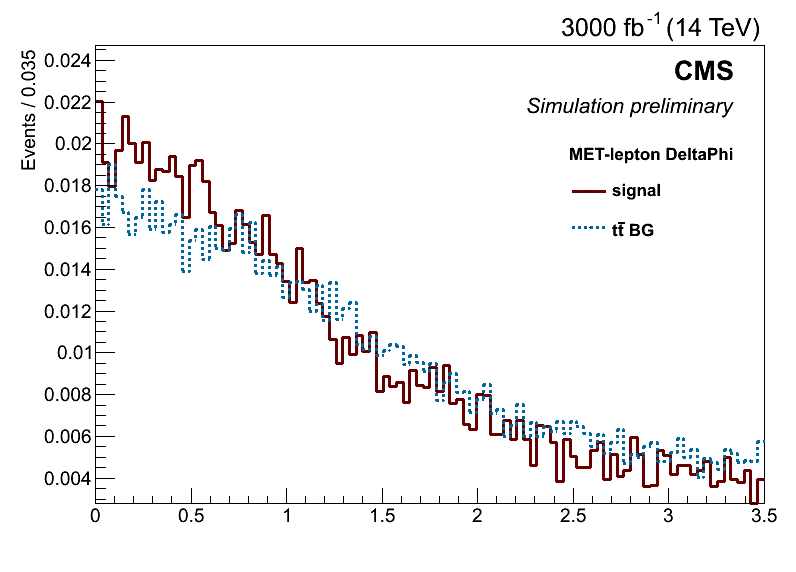 3000 fb-1 (14 TeV)
Events / 0.035
0.024
0.022
0.02
0.018
0.016
0.014
0.012
0.01
0.008
0.006
0.004
CMS
Simulation preliminary
MET-lepton DeltaPhi
signal
tt̄ BG
0 0.5 1 1.5 2 2.5 3 3.5